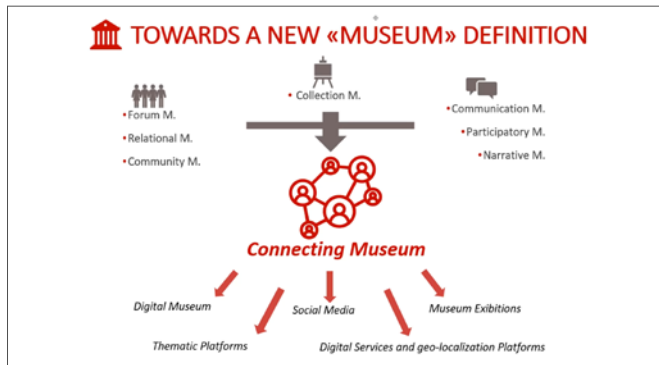 TOWARDS A NEW «MUSEUM» DEFINITION
• Collection M.
• Forum M.
• Relational M.
• Community M.
• Communication M.
• Participatory M.
• Narrative M.
Connecting Museum
Digital Museum
Social Media
Museum Exibitions
Thematic Platforms
Digital Services and geo-localization Platforms